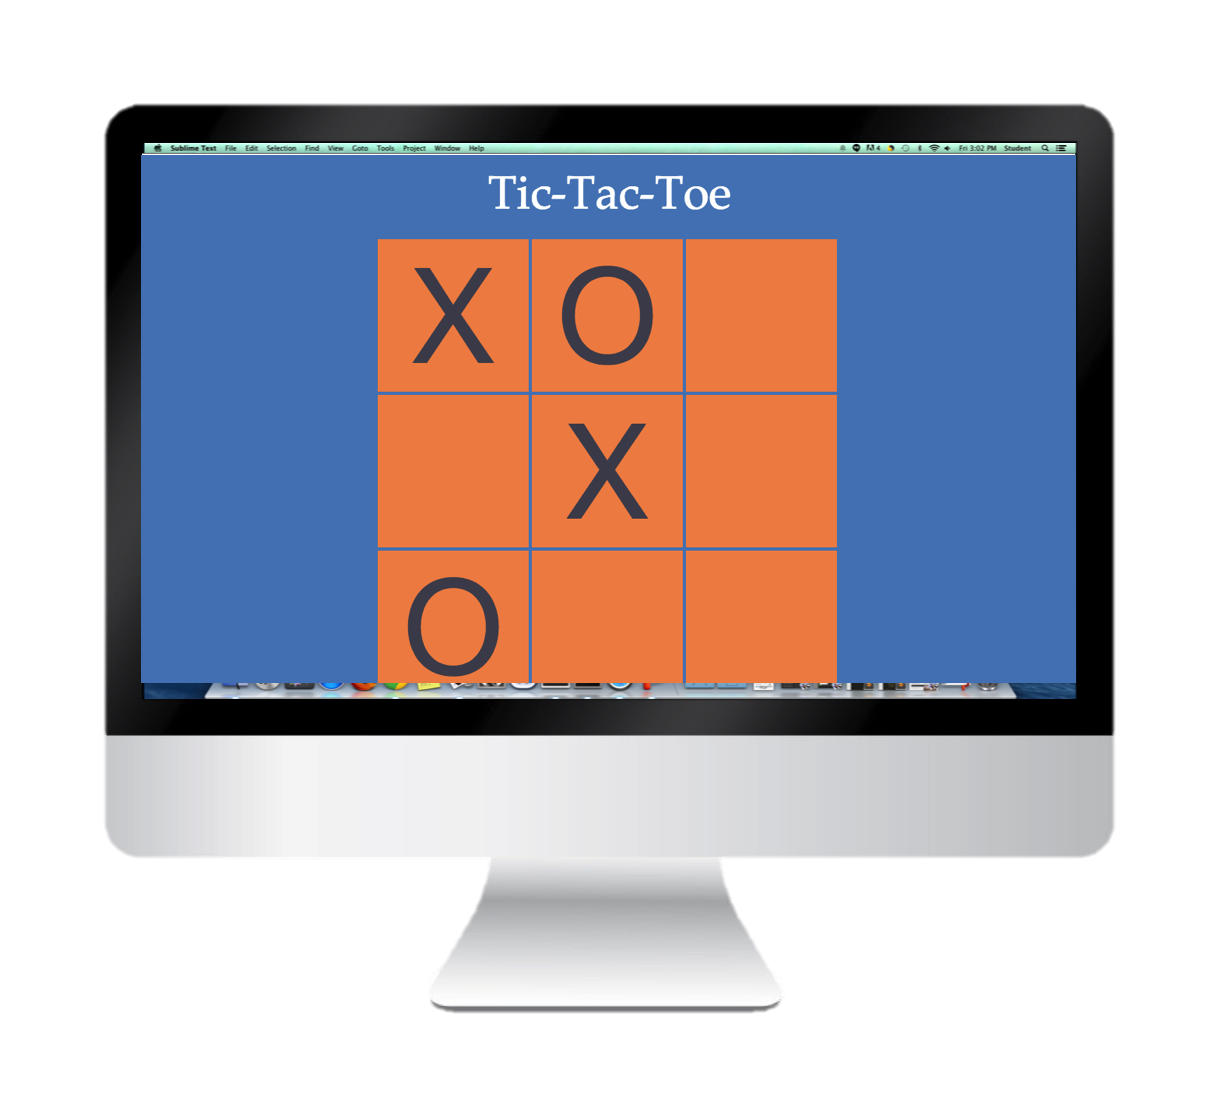 Sublime Text File Edit Selection Find View Goto Tools Project Window Help 4 Fri 3:02 PM Student
Tic-Tac-Toe
X O
X
O